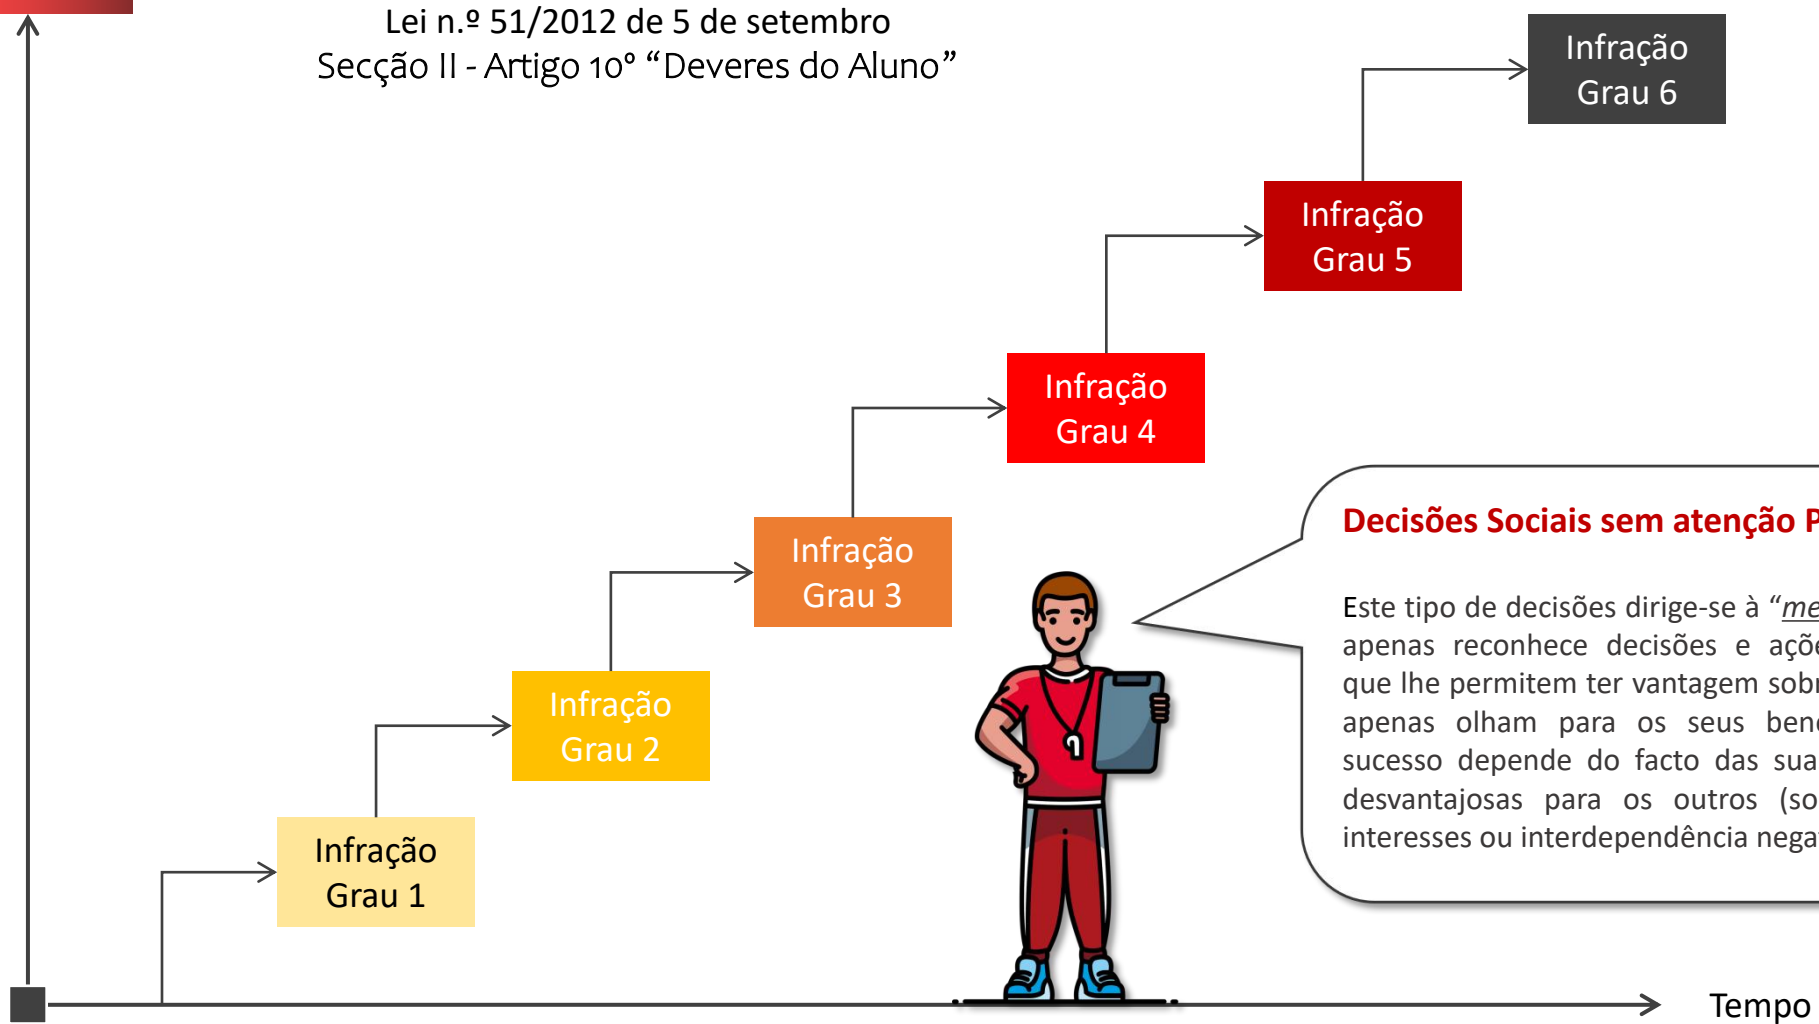 Lei n.º 51/2012 de 5 de setembro
Secção II - Artigo 10º “Deveres do Aluno”
Infração
Grau 6
Infração
Grau 5
Infração
Grau 4
Infração
Grau 3
Infração
Grau 2
Infração
Grau 1
Decisões Sociais sem atenção
Este tipo de decisões dirige-se à “
apenas reconhece decisões e
que lhe permitem ter vantagem
apenas olham para os seus
sucesso depende do facto das
desvantajosas para os outros
interesses ou interdependência
Tempo